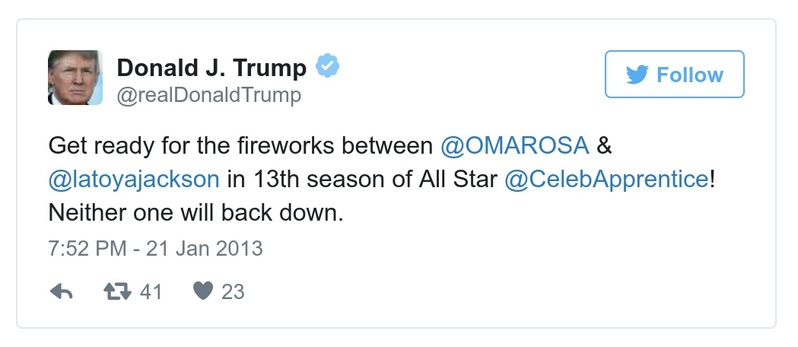 Donald J. Trump
@realDonaldTrump
Follow
Get ready for the fireworks between @OMAROSA &
@latoyajackson in 13th season of All Star @CelebApprentice!
Neither one will back down.
7:52 PM - 21 Jan 2013
41 23